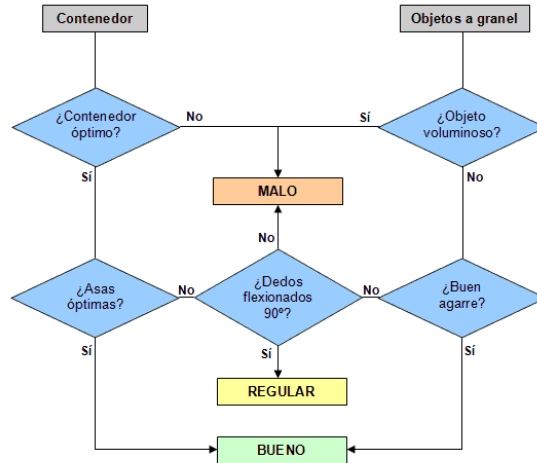 Contenedor
Objetos a granel
¿Contenedor
óptimo?
No
Sí
¿Objeto
voluminoso?
Sí
No
MALO
No
¿Asas
óptimas?
No
¿Dedos
flexionados
90º?
No
¿Buen
agarre?
Sí
Sí
Sí
REGULAR
BUENO